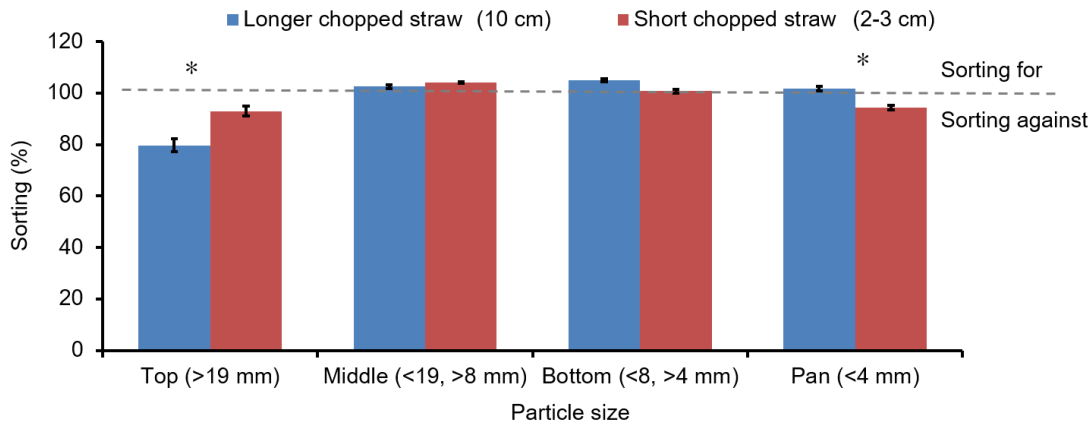 Longer chopped straw (10 cm) Short chopped straw (2-3 cm)
120
100
80
60
40
20
0
Sorting (%)
*
*
Sorting for
Sorting against
Top (>19 mm) Middle (<19, >8 mm) Bottom (<8, >4 mm) Pan (<4 mm)
Particle size